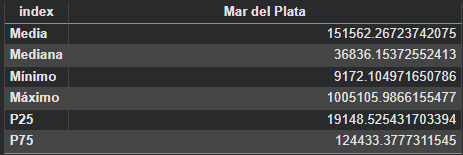 index Mar del Plata
Media 151562.26723742075
Mediana 36836.15372552413
Mínimo 9172.104971650786
Máximo 1005105.9866155477
P25 19148.525431703394
P75 124433.3777311545